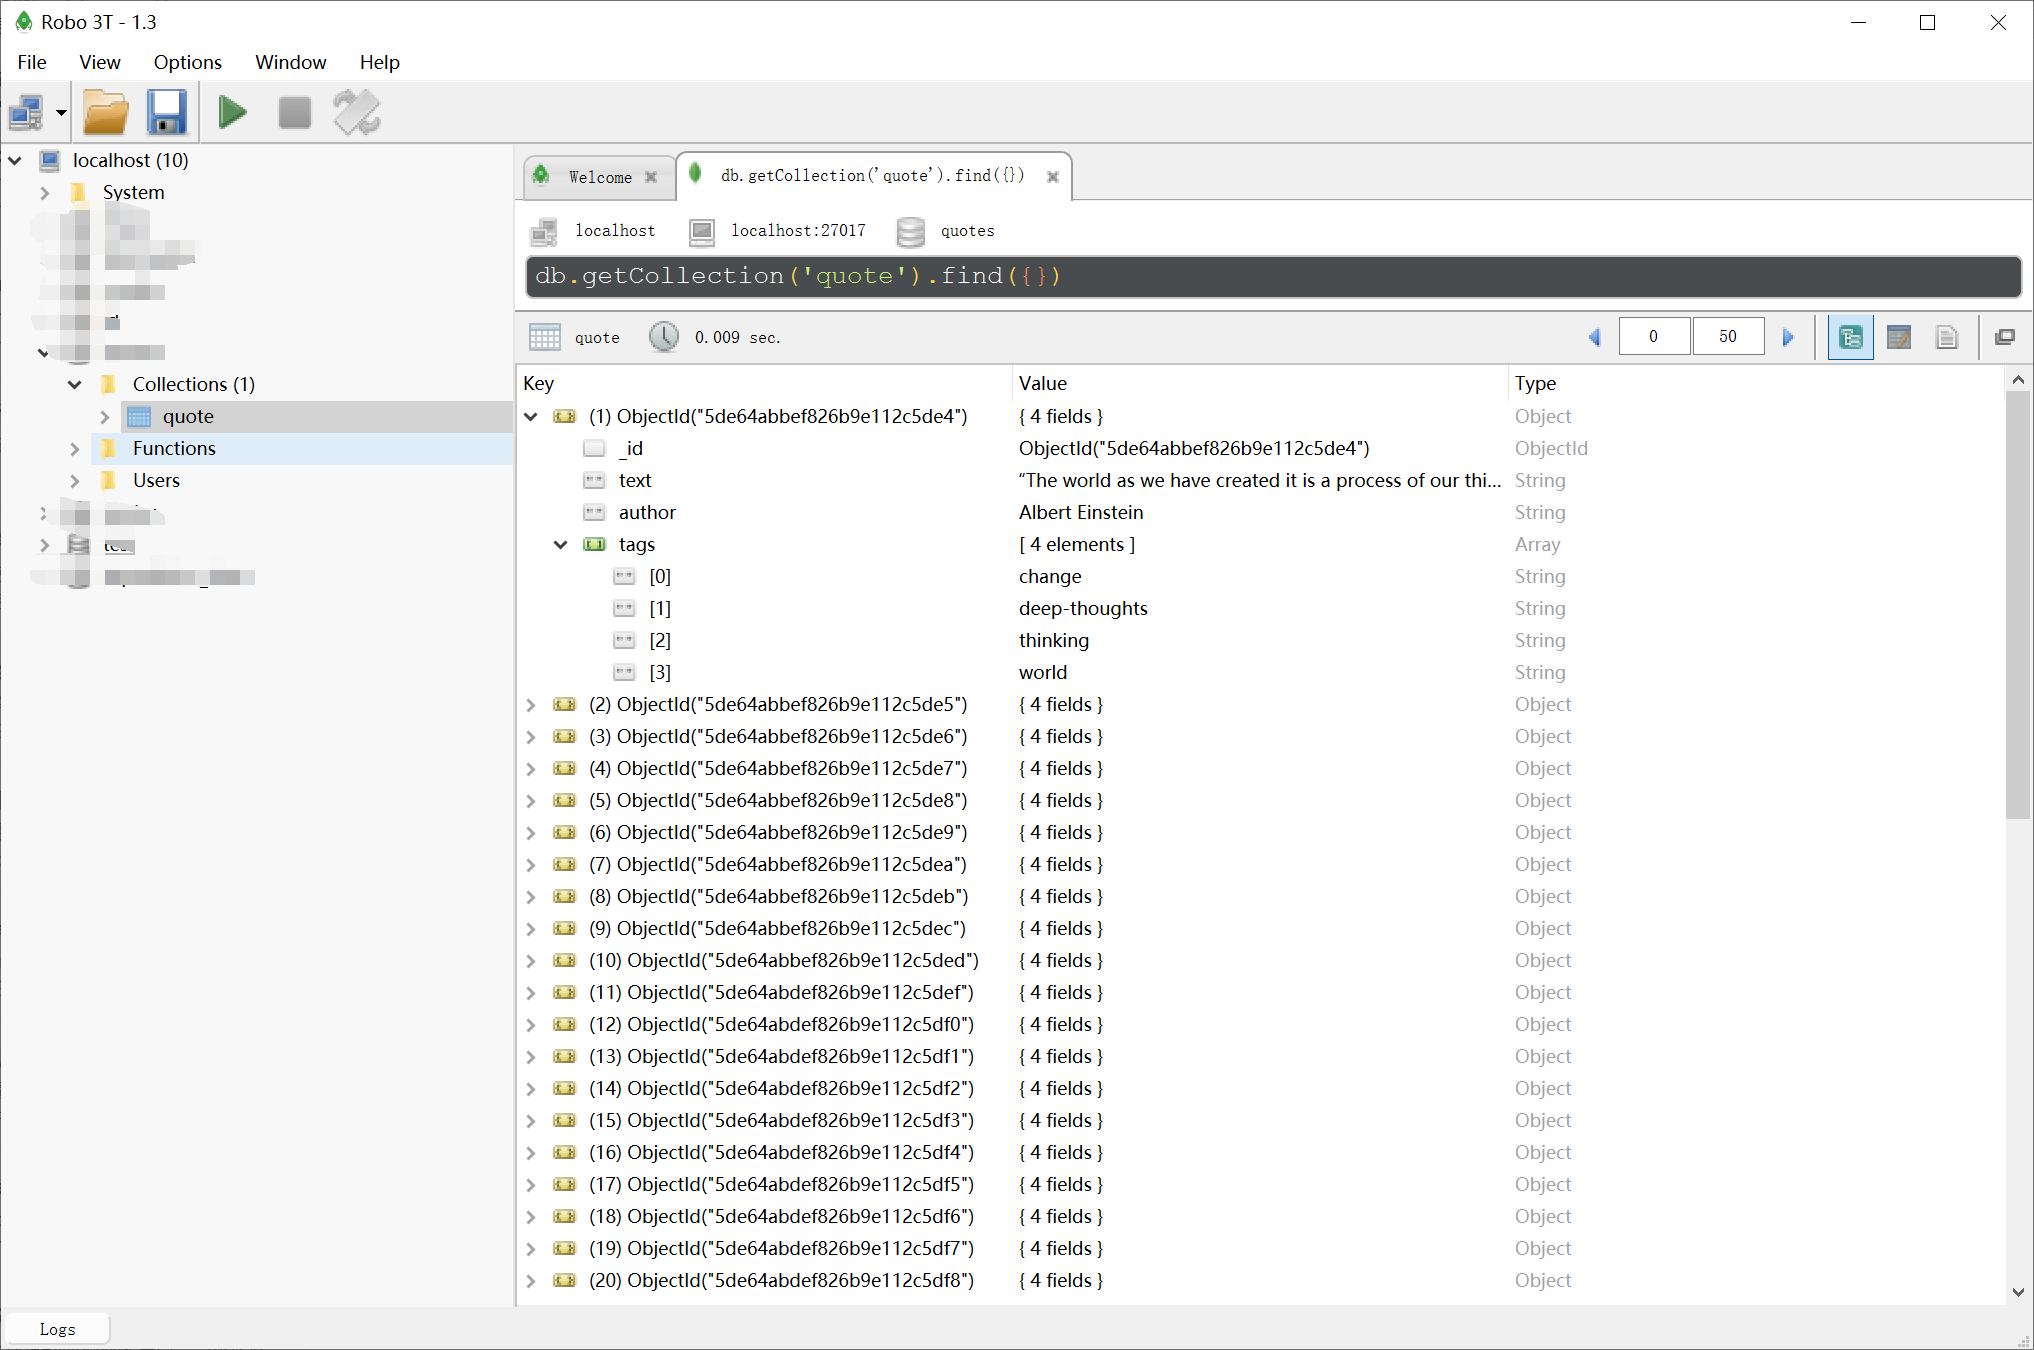 Robo 3T - 1.3
File View Options Window Help
localhost (10)
System
Collections (1)
quote
Functions
Users
Welcome
db.getCollection('quote').find({})
localhost localhost:27017 quotes
db.getCollection('quote').find({})
quote 0.009 sec. 0 50
Key Value Type
(1) ObjectId("5de64abbef826b9e112c5de4") { 4 fields } Object
_id ObjectId("5de64abbef826b9e112c5de4") ObjectId
text “The world as we have created it is a process of our thi... String
author Albert Einstein String
tags [ 4 elements ] Array
[0] change String
[1] deep-thoughts String
[2] thinking String
[3] world String
(2) ObjectId("5de64abbef826b9e112c5de5") { 4 fields } Object
(3) ObjectId("5de64abbef826b9e112c5de6") { 4 fields } Object
(4) ObjectId("5de64abbef826b9e112c5de7") { 4 fields } Object
(5) ObjectId("5de64abbef826b9e112c5de8") { 4 fields } Object
(6) ObjectId("5de64abbef826b9e112c5de9") { 4 fields } Object
(7) ObjectId("5de64abbef826b9e112c5dea") { 4 fields } Object
(8) ObjectId("5de64abbef826b9e112c5deb") { 4 fields } Object
(9) ObjectId("5de64abbef826b9e112c5dec") { 4 fields } Object
(10) ObjectId("5de64abbef826b9e112c5ded") { 4 fields } Object
(11) ObjectId("5de64abdef826b9e112c5def") { 4 fields } Object
(12) ObjectId("5de64abdef826b9e112c5df0") { 4 fields } Object
(13) ObjectId("5de64abdef826b9e112c5df1") { 4 fields } Object
(14) ObjectId("5de64abdef826b9e112c5df2") { 4 fields } Object
(15) ObjectId("5de64abdef826b9e112c5df3") { 4 fields } Object
(16) ObjectId("5de64abdef826b9e112c5df4") { 4 fields } Object
(17) ObjectId("5de64abdef826b9e112c5df5") { 4 fields } Object
(18) ObjectId("5de64abdef826b9e112c5df6") { 4 fields } Object
(19) ObjectId("5de64abdef826b9e112c5df7") { 4 fields } Object
(20) ObjectId("5de64abdef826b9e112c5df8") { 4 fields } Object
Logs